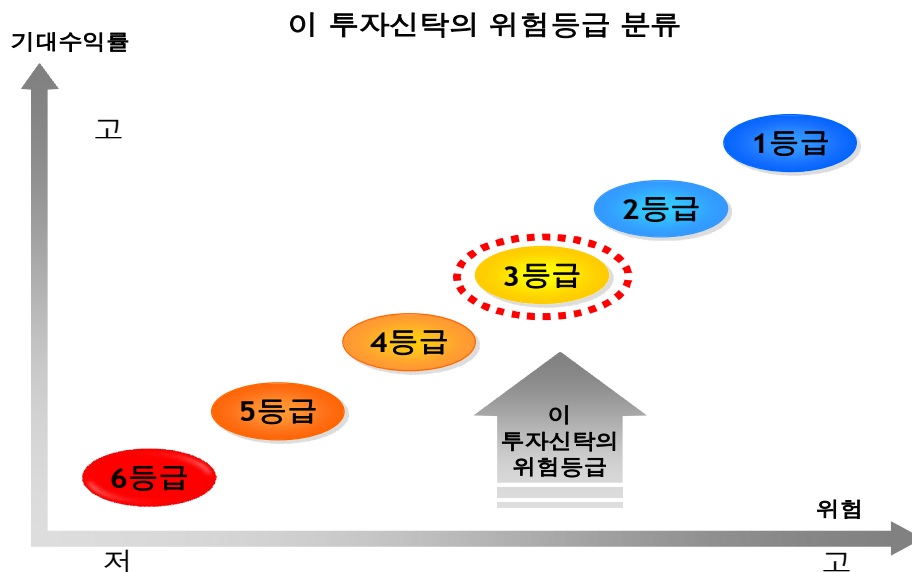 이 투자신탁의 위험등급 분류
기대수익률
고
1등급
2등급
3등급
4등급
5등급
6등급
이
투자신탁의
위험등급
위험
저
고